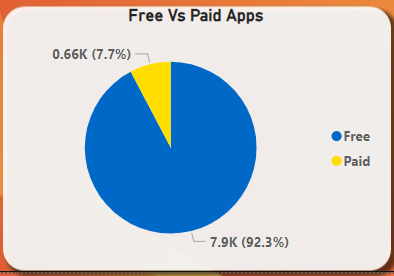 Free Vs Paid Apps
0.66K (7.7%)
Free
Paid
7.9K (92.3%)